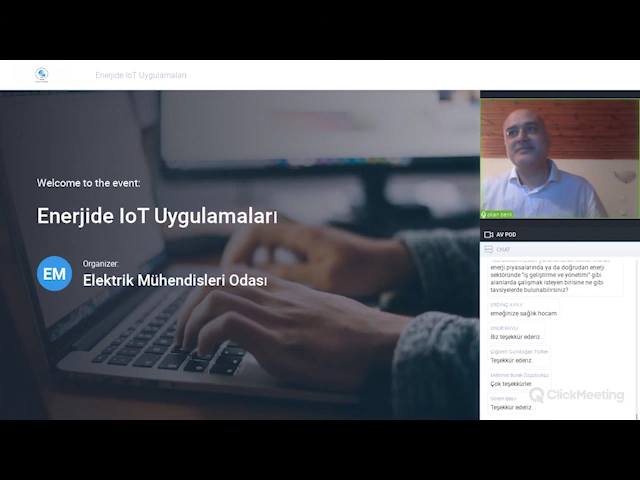 Enerjide IoT Uygulamaları
Welcome to the event:
Enerjide IoT Uygulamaları
EM
Organizer:
Elektrik Mühendisleri Odası
AV POD
CHAT
enerji piyasalarında ya da doğrudan enerji
sektöründe "iş geliştirme ve yönetimi" gibi
alanlarda çalışmak isteyen birisine ne gibi
tavsiyelerde bulunabilirsiniz?
emeğinize sağlık hocam
Biz teşekkür ederiz
Teşekkür ederiz
Çok teşekkürler
Teşekkür ederiz
ClickMeeting